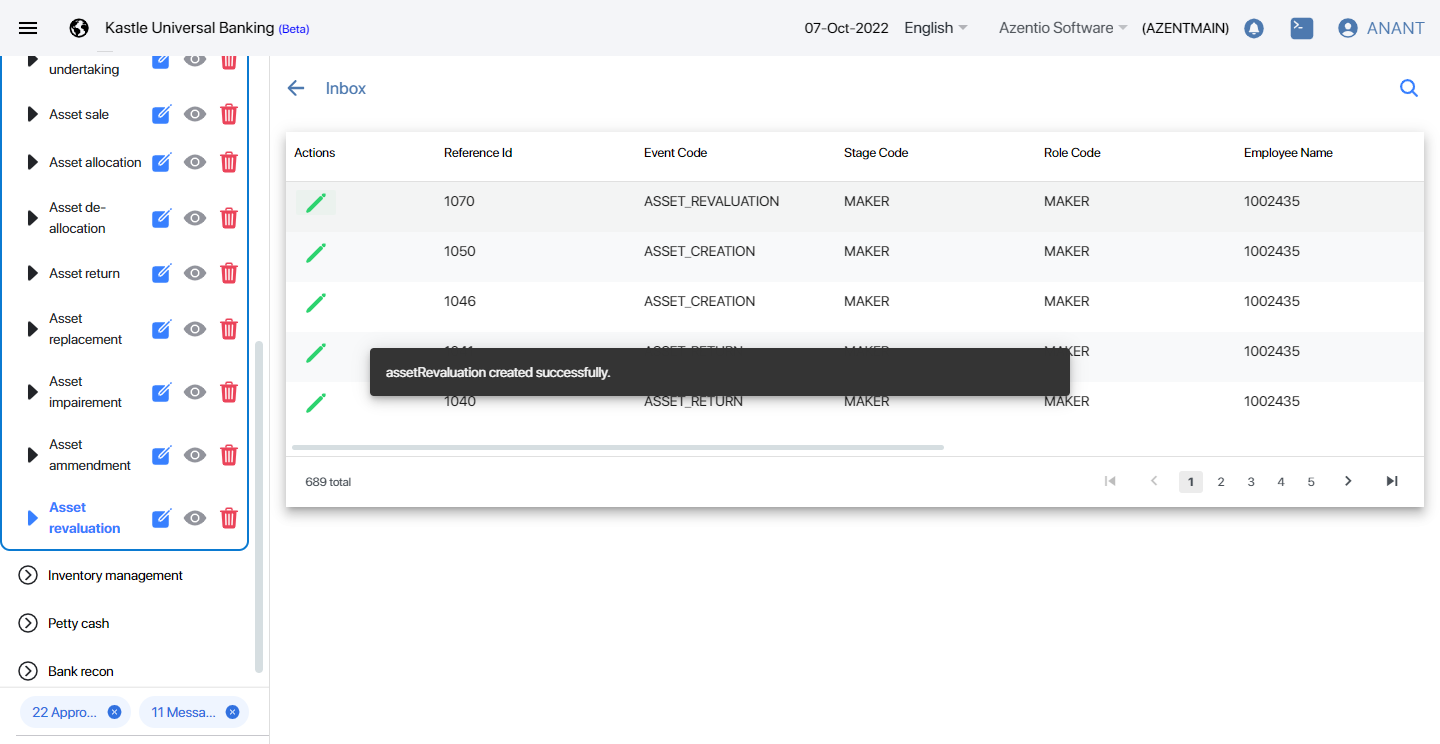 Kastle Universal Banking (Beta)
07-Oct-2022
English
Azentio Software
(AZENTMAIN)
ANANT
undertaking
Asset sale
Asset allocation
Asset de-
allocation
Asset return
Asset
replacement
Asset
impairement
Asset
ammendment
Asset
revaluation
Inventory management
Petty cash
Bank recon
22 Appro...
11 Messa...
Inbox
Actions Reference Id Event Code Stage Code Role Code Employee Name
1070 ASSET_REVALUATION MAKER MAKER 1002435
1050 ASSET_CREATION MAKER MAKER 1002435
1046 ASSET_CREATION MAKER MAKER 1002435
1041 ASSET_RETURN MAKER MAKER 1002435
assetRevaluation created successfully.
1040 ASSET_RETURN MAKER MAKER 1002435
689 total
1 2 3 4 5